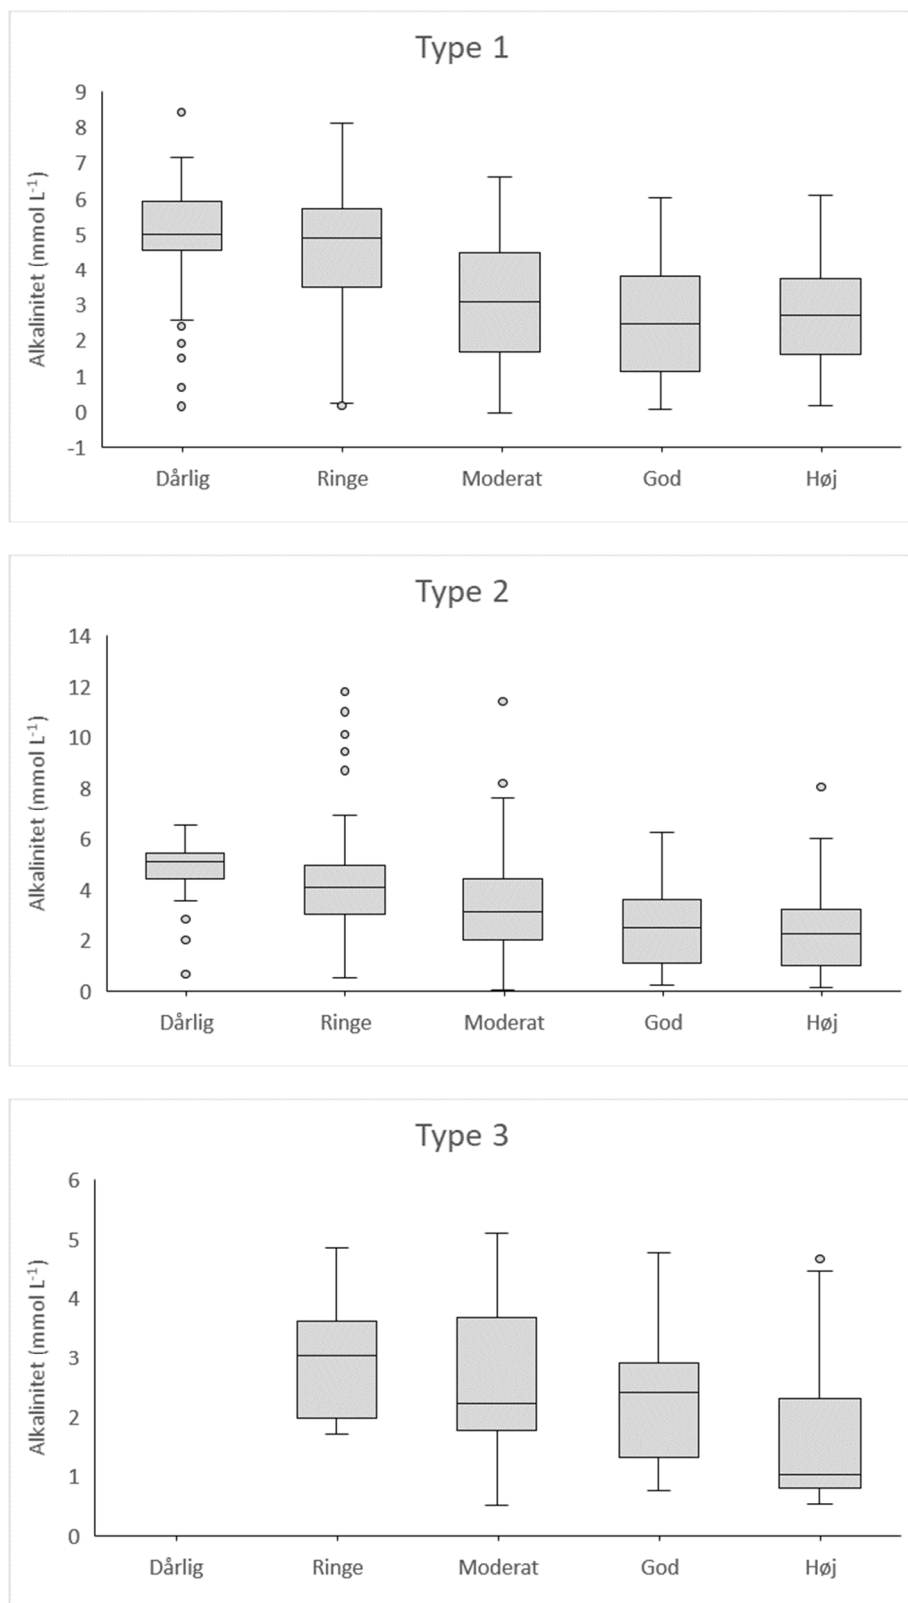 Type 1
Alkalinitet (mmol L⁻¹)
9
8
7
6
5
4
3
2
1
0
-1
Dårlig Ringe Moderat God Høj
Type 2
Alkalinitet (mmol L⁻¹)
14
12
10
8
6
4
2
0
Dårlig Ringe Moderat God Høj
Type 3
Alkalinitet (mmol L⁻¹)
6
5
4
3
2
1
0
Dårlig Ringe Moderat God Høj